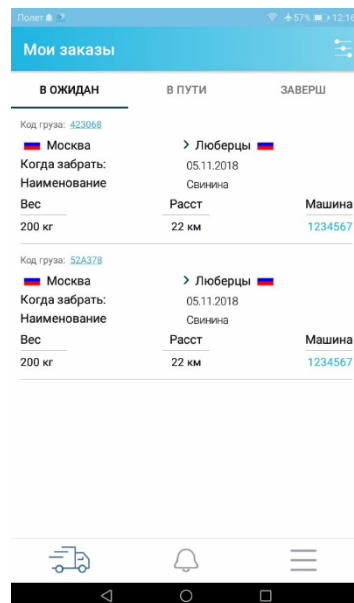 Полет 57% 12:16
Мои заказы
В ОЖИДАН В ПУТИ ЗАВЕРШ
Код груза: 423068
Москва > Люберцы
Когда забрать: 05.11.2018
Наименование Свинина
Вес Расст Машина
200 кг 22 км 1234567
Код груза: 52A378
Москва > Люберцы
Когда забрать: 05.11.2018
Наименование Свинина
Вес Расст Машина
200 кг 22 км 1234567